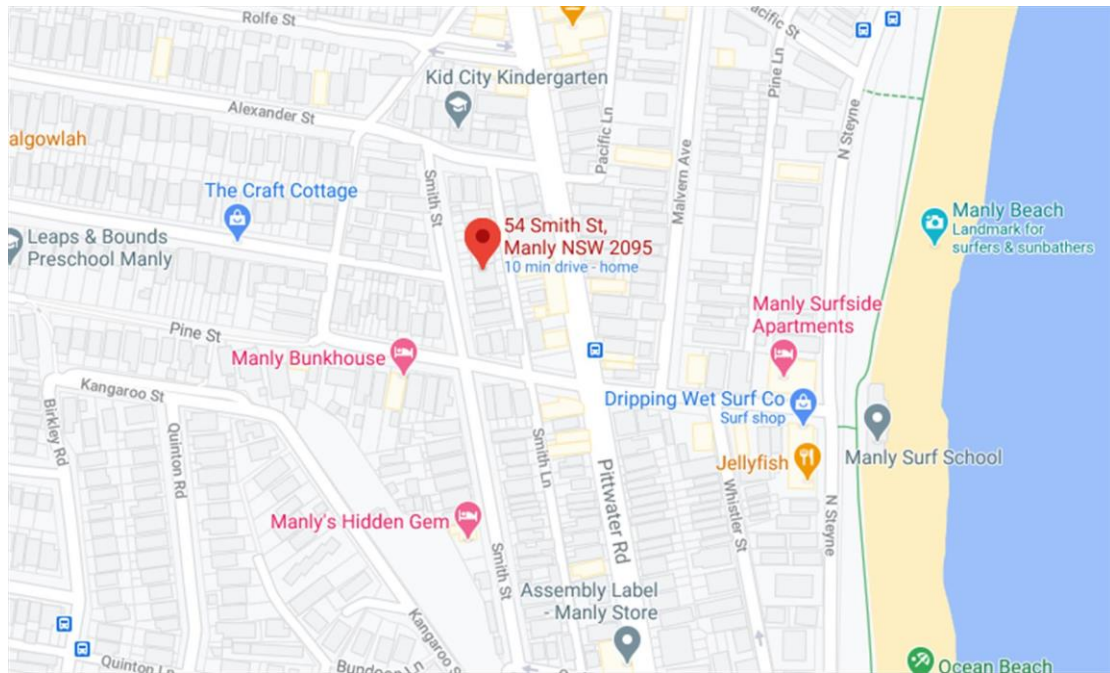 Rolfe St
Pacific St
Kid City Kindergarten
Pine Ln
Alexander St
Pacific Ln
N Steyne
algowlah
Smith St
Malvern Ave
The Craft Cottage
54 Smith St,
Manly NSW 2095
10 min drive - home
Manly Beach
Landmark for
surfers & sunbathers
Leaps & Bounds
Preschool Manly
Manly Surfside
Apartments
Pine St
Manly Bunkhouse
Kangaroo St
Dripping Wet Surf Co
Surf shop
Birkley Rd
Quinton Rd
Smith Ln
Jellyfish
Manly Surf School
Pittwater Rd
Whistler St
N Steyne
Manly's Hidden Gem
Smith St
Assembly Label
- Manly Store
Kangaroo S
Quinton Ln
Bundoon Ln
Ocean Beach